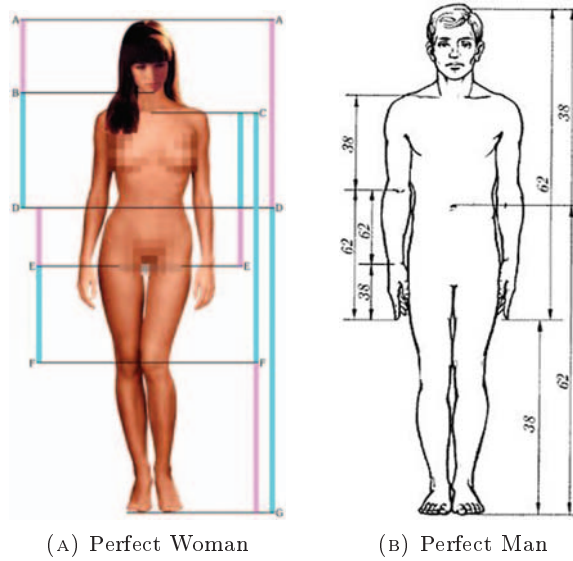 A A
B
C
D D
E E
F F
G
38
62
62
38
62
38
38
62
(A) Perfect Woman
(B) Perfect Man